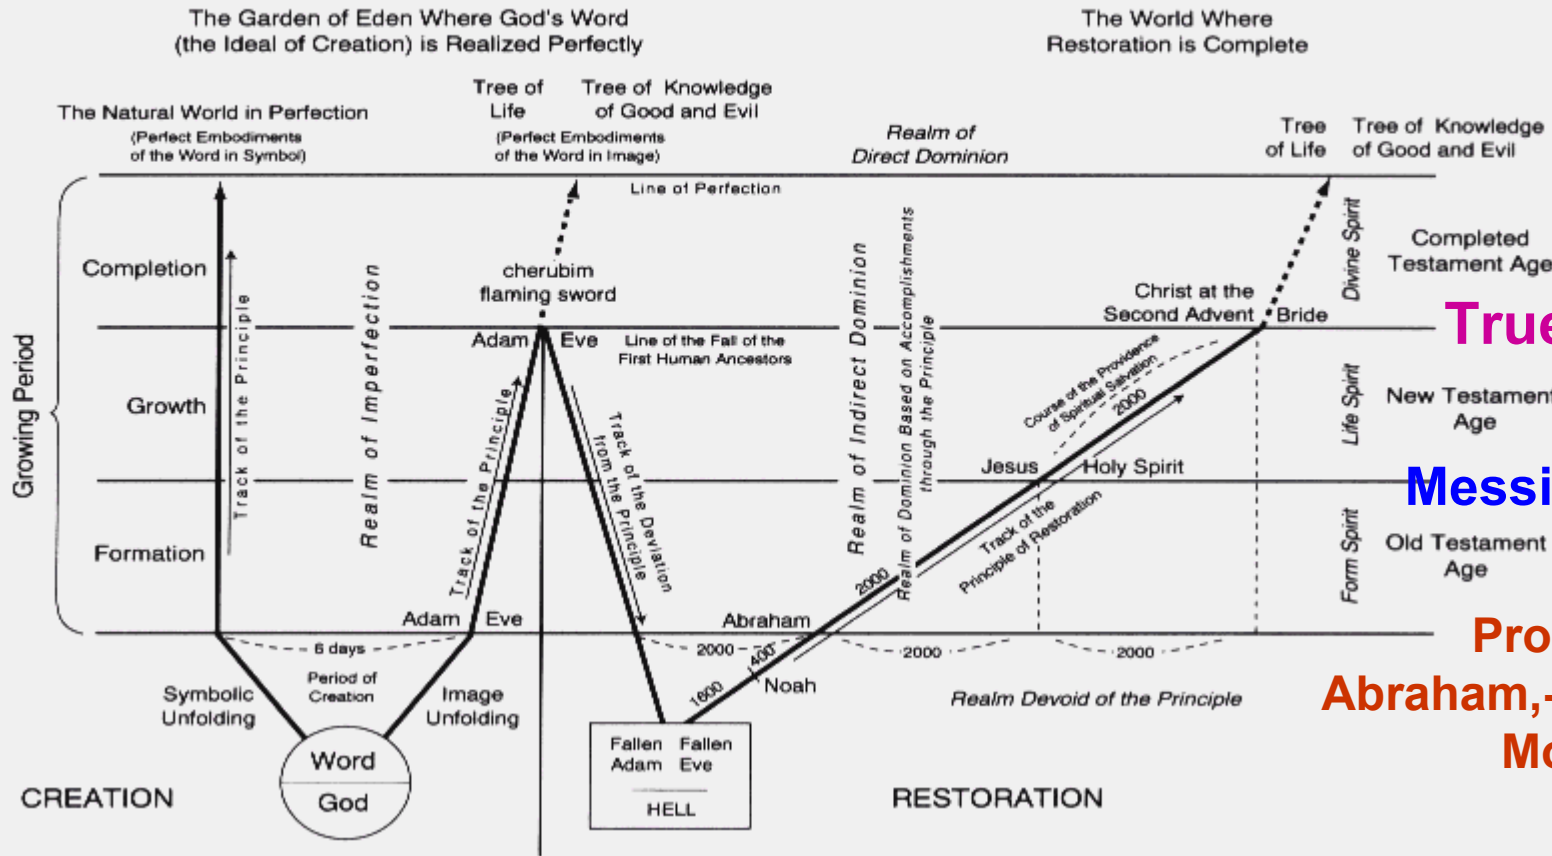 The Garden of Eden Where God's Word
(the Ideal of Creation) is Realized Perfectly
The World Where
Restoration is Complete
The Natural World in Perfection
(Perfect Embodiments
of the Word in Symbol)
Tree of
Life
Tree of Knowledge
of Good and Evil
(Perfect Embodiments
of the Word in Image)
Realm of
Direct Dominion
Tree
of Life
Tree of Knowledge
of Good and Evil
Line of Perfection
Growing Period
Completion
Growth
Formation
Track of the Principle
Realm of Imperfection
cherubim
flaming sword
Adam
Eve
Line of the Fall of the
First Human Ancestors
Track of the Principle
Track of the Deviation
from the Principle
Realm of Indirect Dominion
Realm of Dominion Based on Accomplishments
through the Principle
Christ at the
Second Advent
Bride
Course of the Providence
of Spiritual Salvation
2000
Jesus
Holy Spirit
Track of the
Principle of Restoration
2000
Divine Spirit
Life Spirit
Form Spirit
Completed
Testament Age
True
New Testament
Age
Messi
Old Testament
Age
Adam
Eve
Abraham
6 days
Period of
Creation
2000
2000
2000
400
1600
Noah
Symbolic
Unfolding
Image
Unfolding
Realm Devoid of the Principle
Pro
Abraham,-
Mo
Word
God
Fallen Fallen
Adam Eve
HELL
CREATION
RESTORATION